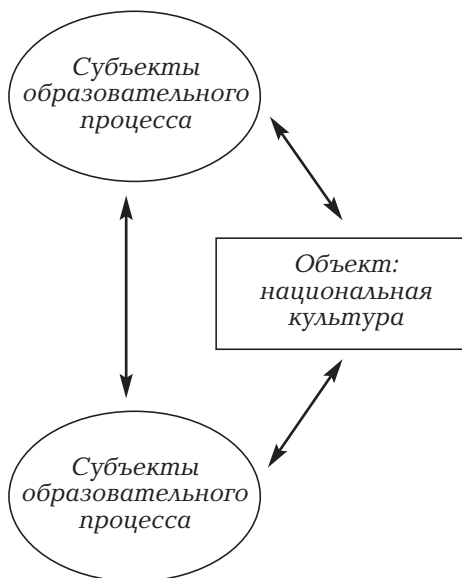 Субъекты
образовательного
процесса
Объект:
национальная
культура
Субъекты
образовательного
процесса